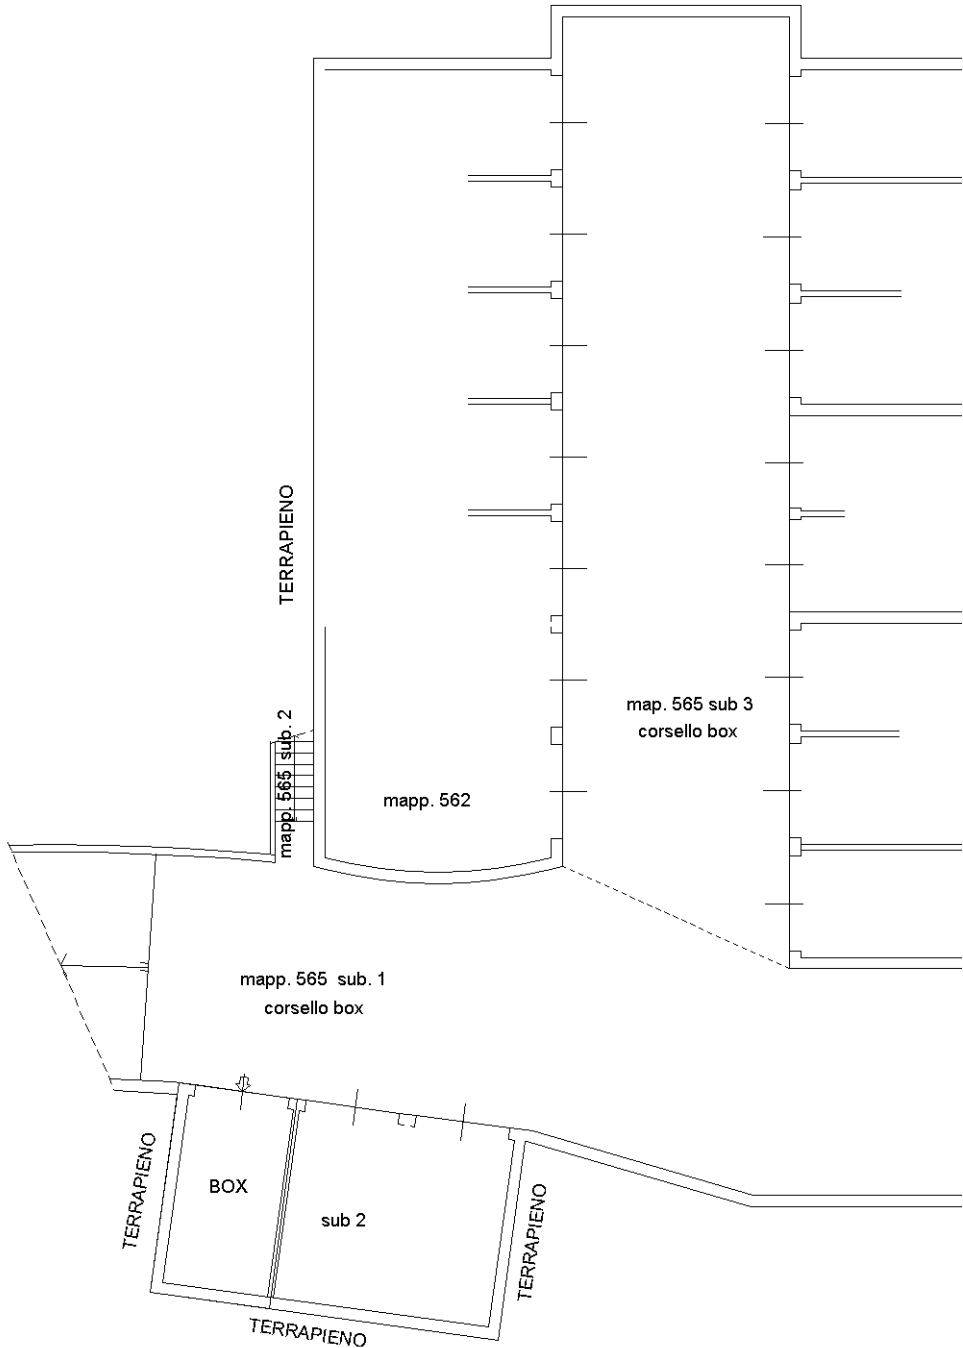 TERRAPIENO
map. 565 sub 3
corsello box
mapp. 565 sub. 2
mapp. 562
mapp. 565 sub. 1
corsello box
TERRAPIENO
BOX
sub 2
TERRAPIENO
TERRAPIENO